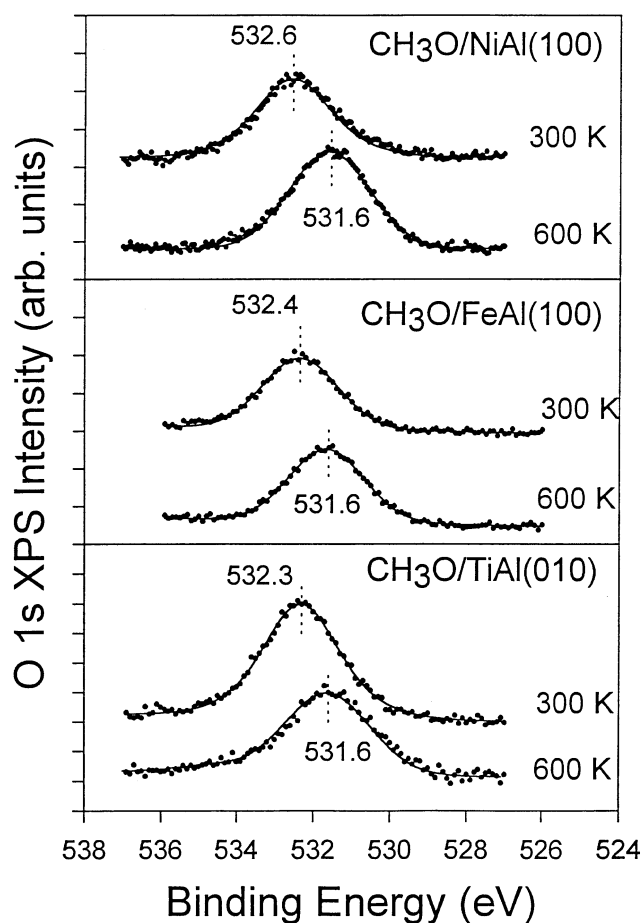 532.6
CH3O/NiAl(100)
300 K
531.6
600 K
532.4
CH3O/FeAl(100)
300 K
531.6
600 K
532.3
CH3O/TiAl(010)
300 K
531.6
600 K
O 1s XPS Intensity (arb. units)
538 536 534 532 530 528 526 524
Binding Energy (eV)